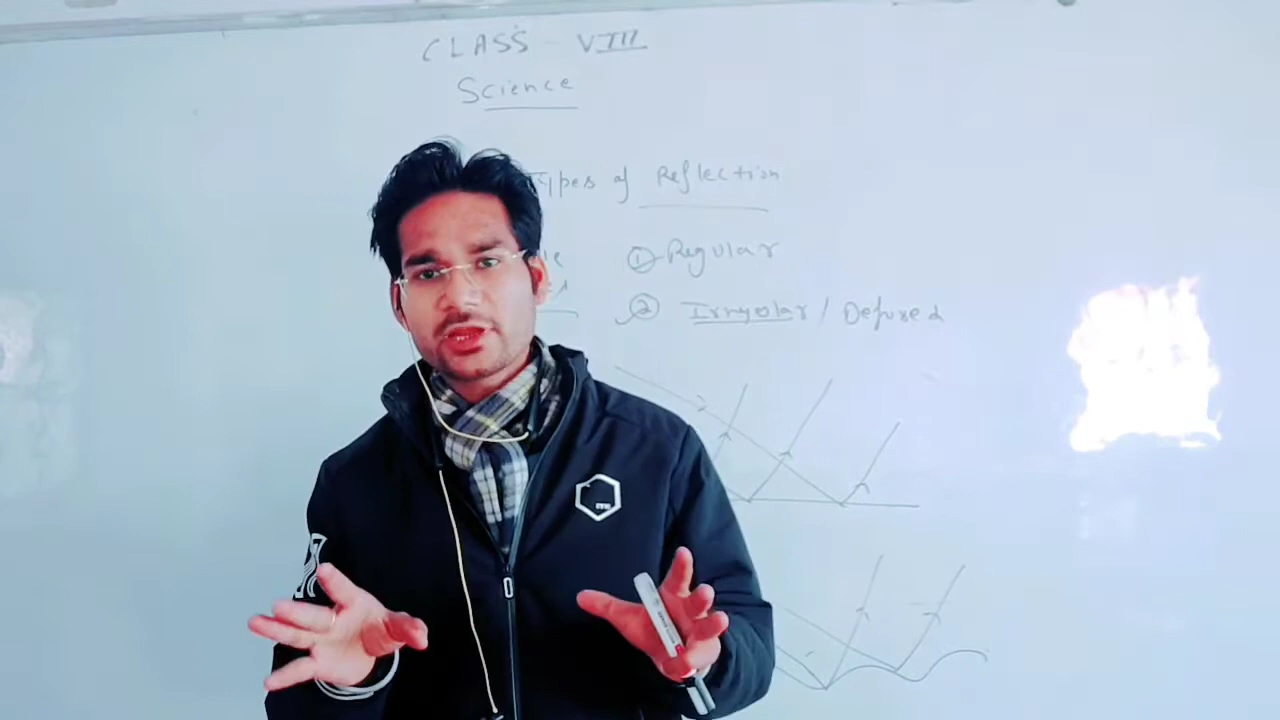 CLASS - VIII
Science
Types of Reflection
① Regular
② Irregular / Defused